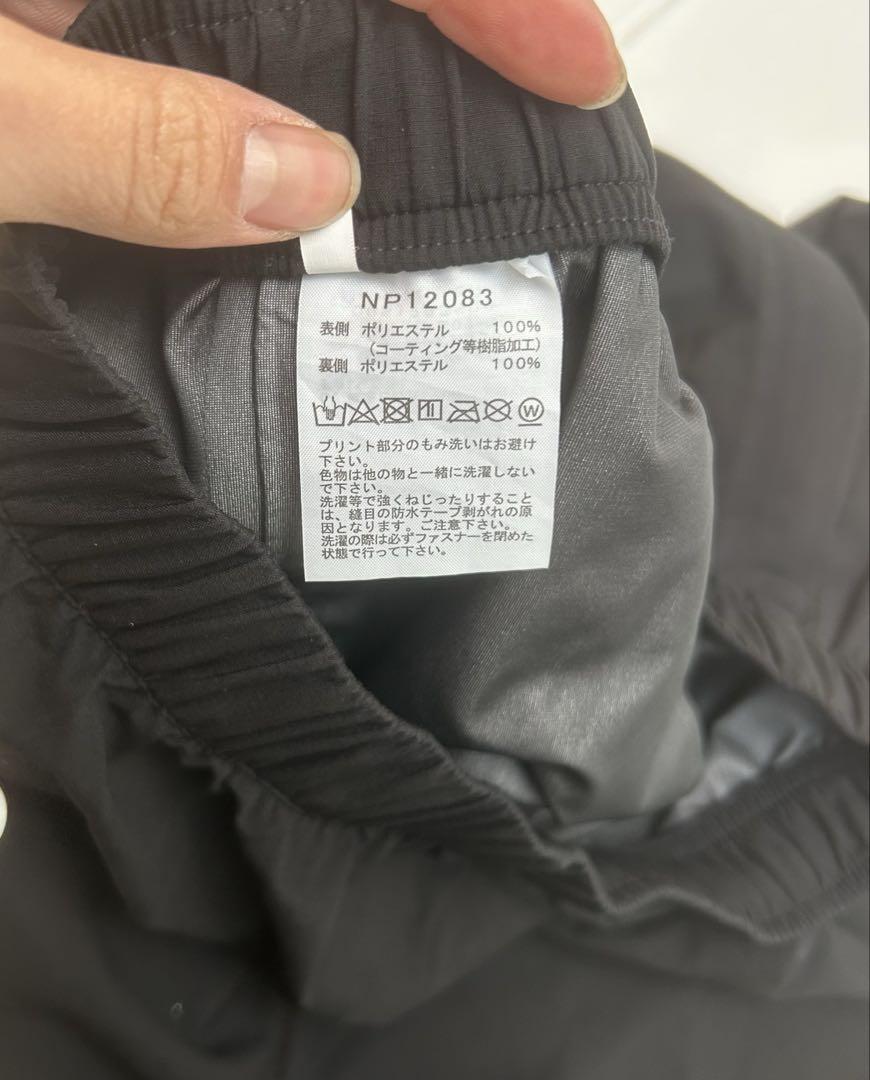 NP12083
表側 ポリエステル 100%
(コーティング等樹脂加工)
裏側 ポリエステル 100%
W
プリント部分のもみ洗いはお避け
下さい。
色物は他の物と一緒に洗濯しない
で下さい。
洗濯等で強くねじったりすること
は、縫目の防水テープ剥がれの原
因となります。ご注意下さい。
洗濯の際は必ずファスナーを閉めた
状態で行って下さい。